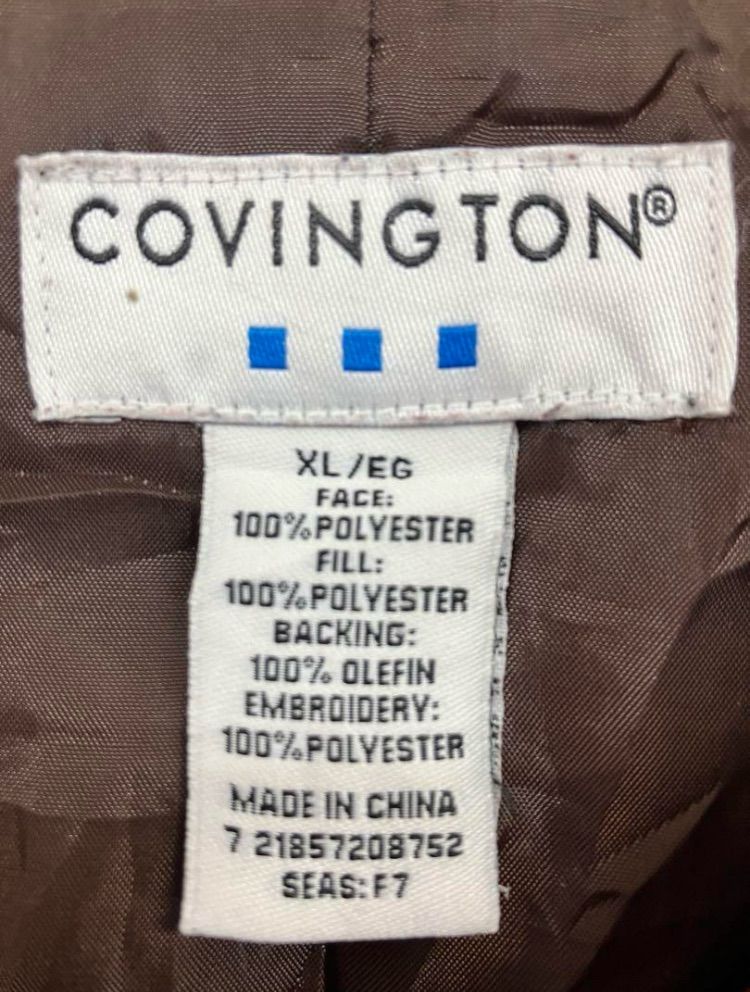 COVINGTON®
XL/EG
FACE:
100%POLYESTER
FILL:
100%POLYESTER
BACKING:
100% OLEFIN
EMBROIDERY:
100%POLYESTER
MADE IN CHINA
7 21857208752
SEAS:F7